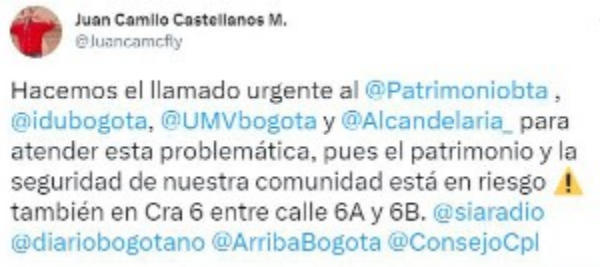 Juan Camilo Castellanos M.
@Juancamcfly
Hacemos el llamado urgente al @Patrimoniobta ,
@idubogota, @UMVbogota y @Alcandelaria_ para
atender esta problemática, pues el patrimonio y la
seguridad de nuestra comunidad está en riesgo ⚠️
también en Cra 6 entre calle 6A y 6B. @siaradio
@diariobogotano @ArribaBogota @ConsejoCpl